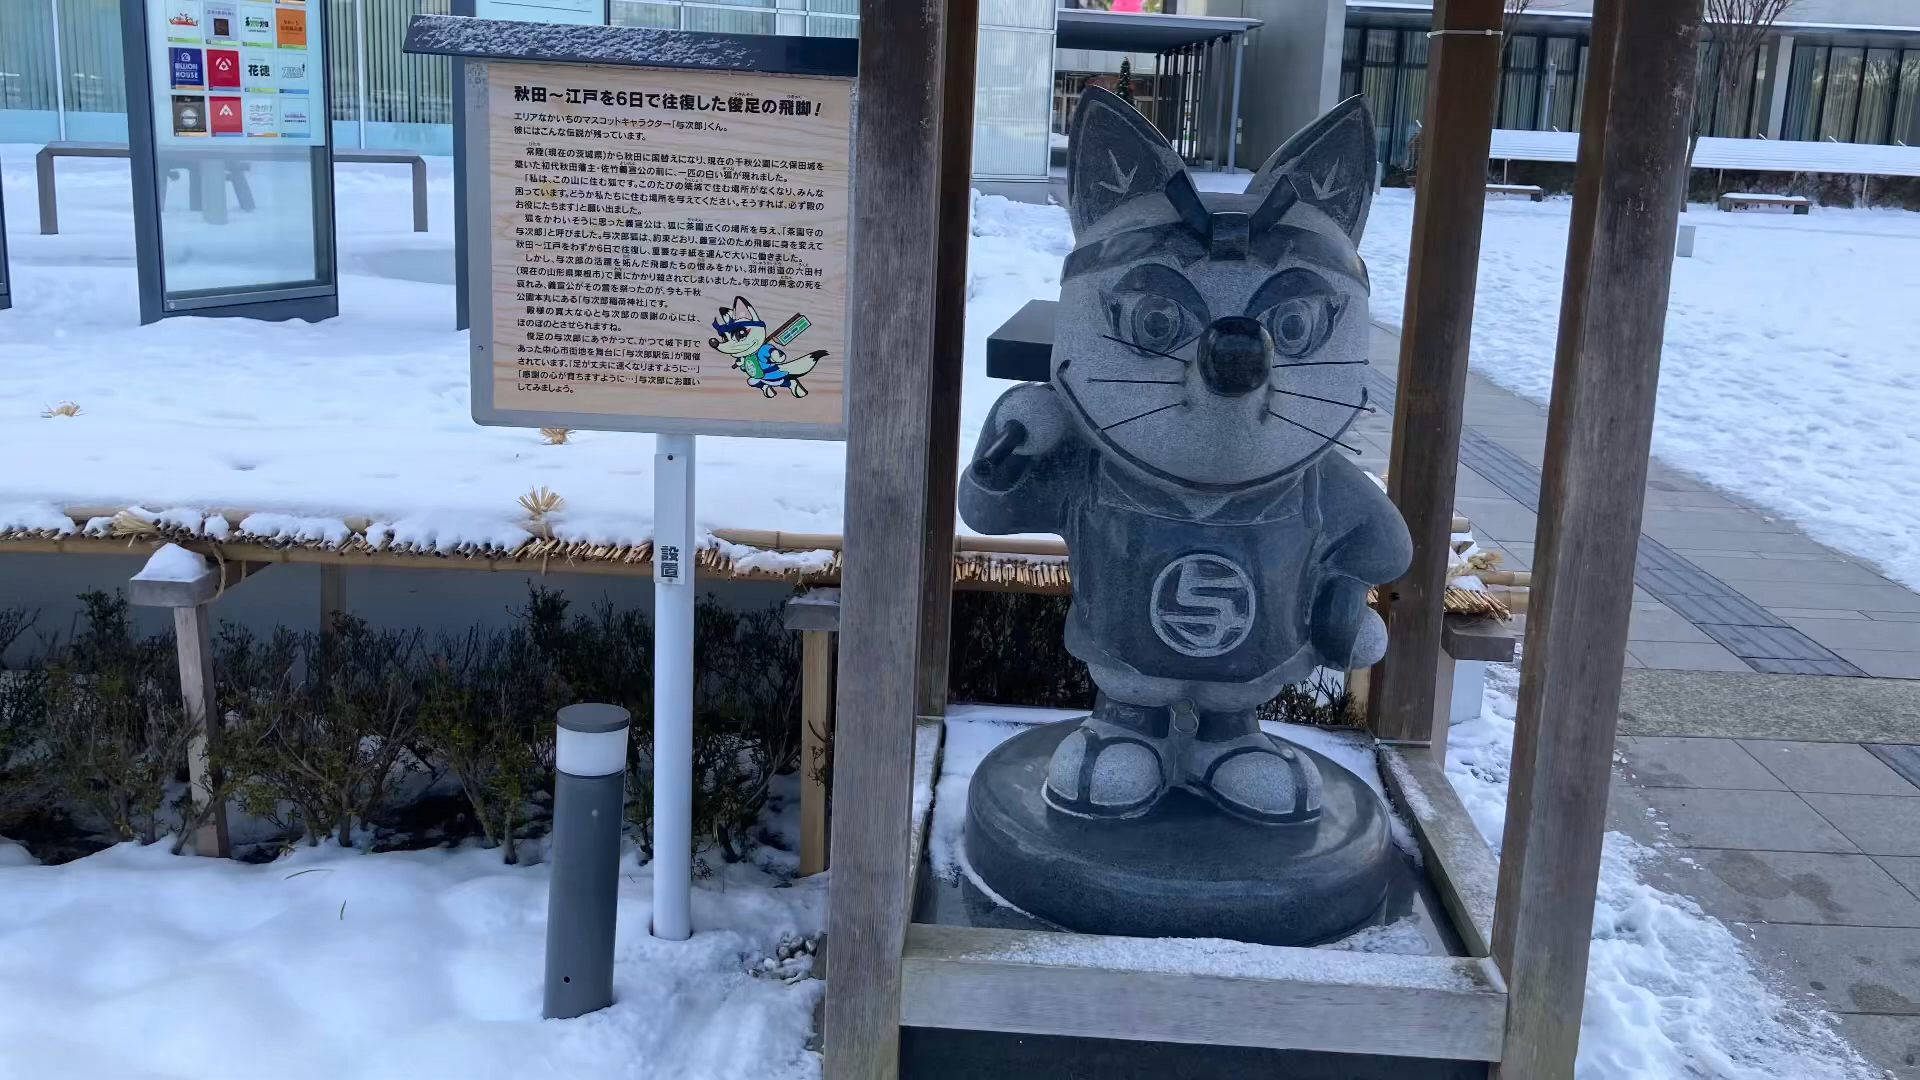 秋田～江戸を6日で往復した俊足の飛脚!
エリアなかいちのマスコットキャラクター「与次郎」くん。
彼にはこんな伝説が残っています。
常陸(現在の茨城県)から秋田に国替えになり、現在の千秋公園に久保田城を
築いた初代秋田藩主・佐竹義宣公の前に、一匹の白い狐が現れました。
「私は、この山に住む狐です。このたびの築城で住む場所がなくなり、みんな
困っています。どうか私たちに住む場所を与えてください。そうすれば、必ず殿の
お役にたちます」と願い出ました。
狐をかわいそうに思った義宣公は、狐に茶園近くの場所を与え、「茶園守の
与次郎」と呼びました。与次郎狐は、約束どおり、義宣公のため飛脚に身を変えて
秋田～江戸をわずか6日で往復し、重要な手紙を運んで大いに働きました。
しかし、与次郎の活躍を妬んだ飛脚たちの恨みをかい、羽州街道の六田村
(現在の山形県東根市)で罠にかかり殺されてしまいました。与次郎の無念の死を
哀れみ、義宣公がその霊を祭ったのが、今も千秋
公園本丸にある「与次郎稲荷神社」です。
殿様の寛大な心と与次郎の感謝の心には、
ほのぼのとさせられますね。
俊足の与次郎にあやかって、かつて城下町で
あった中心市街地を舞台に「与次郎駅伝」が開催
されています。「足が丈夫に速くなりますように…」
「感謝の心が育ちますように…」与次郎にお願い
してみましょう。
設置
与
BILLION
HOUSE
花穂